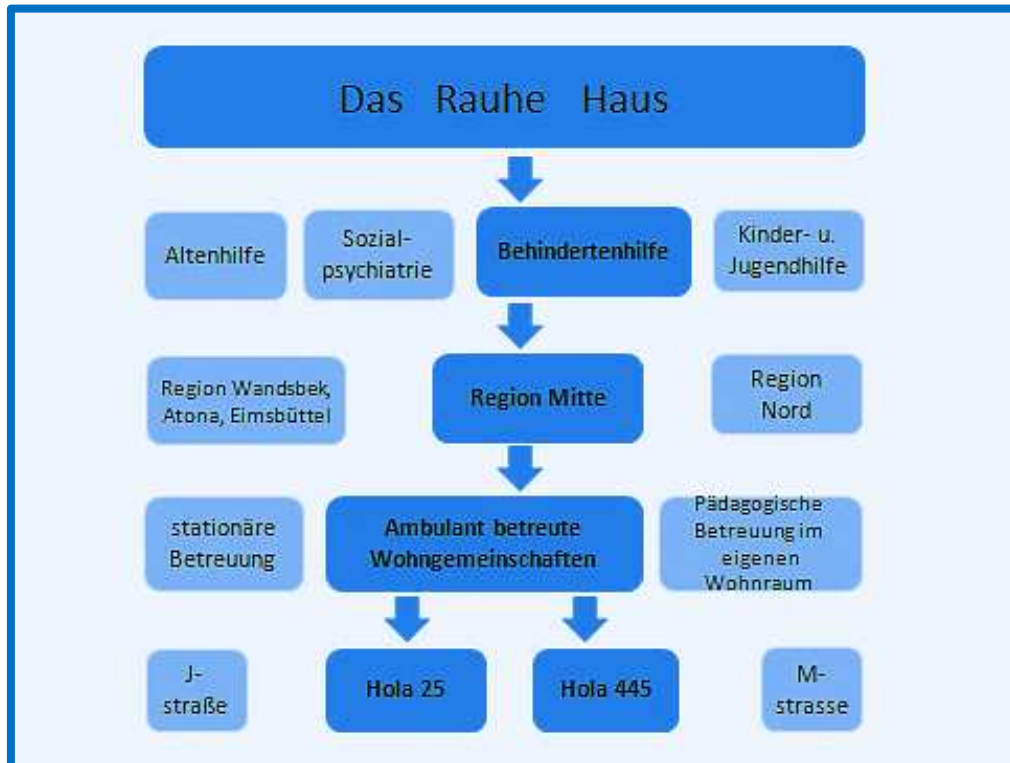 Das Rauhe Haus
Altenhilfe
Sozial-
psychiatrie
Behindertenhilfe
Kinder- u.
Jugendhilfe
Region Wandsbek,
Atona, Eimsbüttel
Region Mitte
Region
Nord
stationäre
Betreuung
Ambulant betreute
Wohngemeinschaften
Pädagogische
Betreuung im
eigenen
Wohnraum
J-
straße
Hola 25
Hola 445
M-
strasse